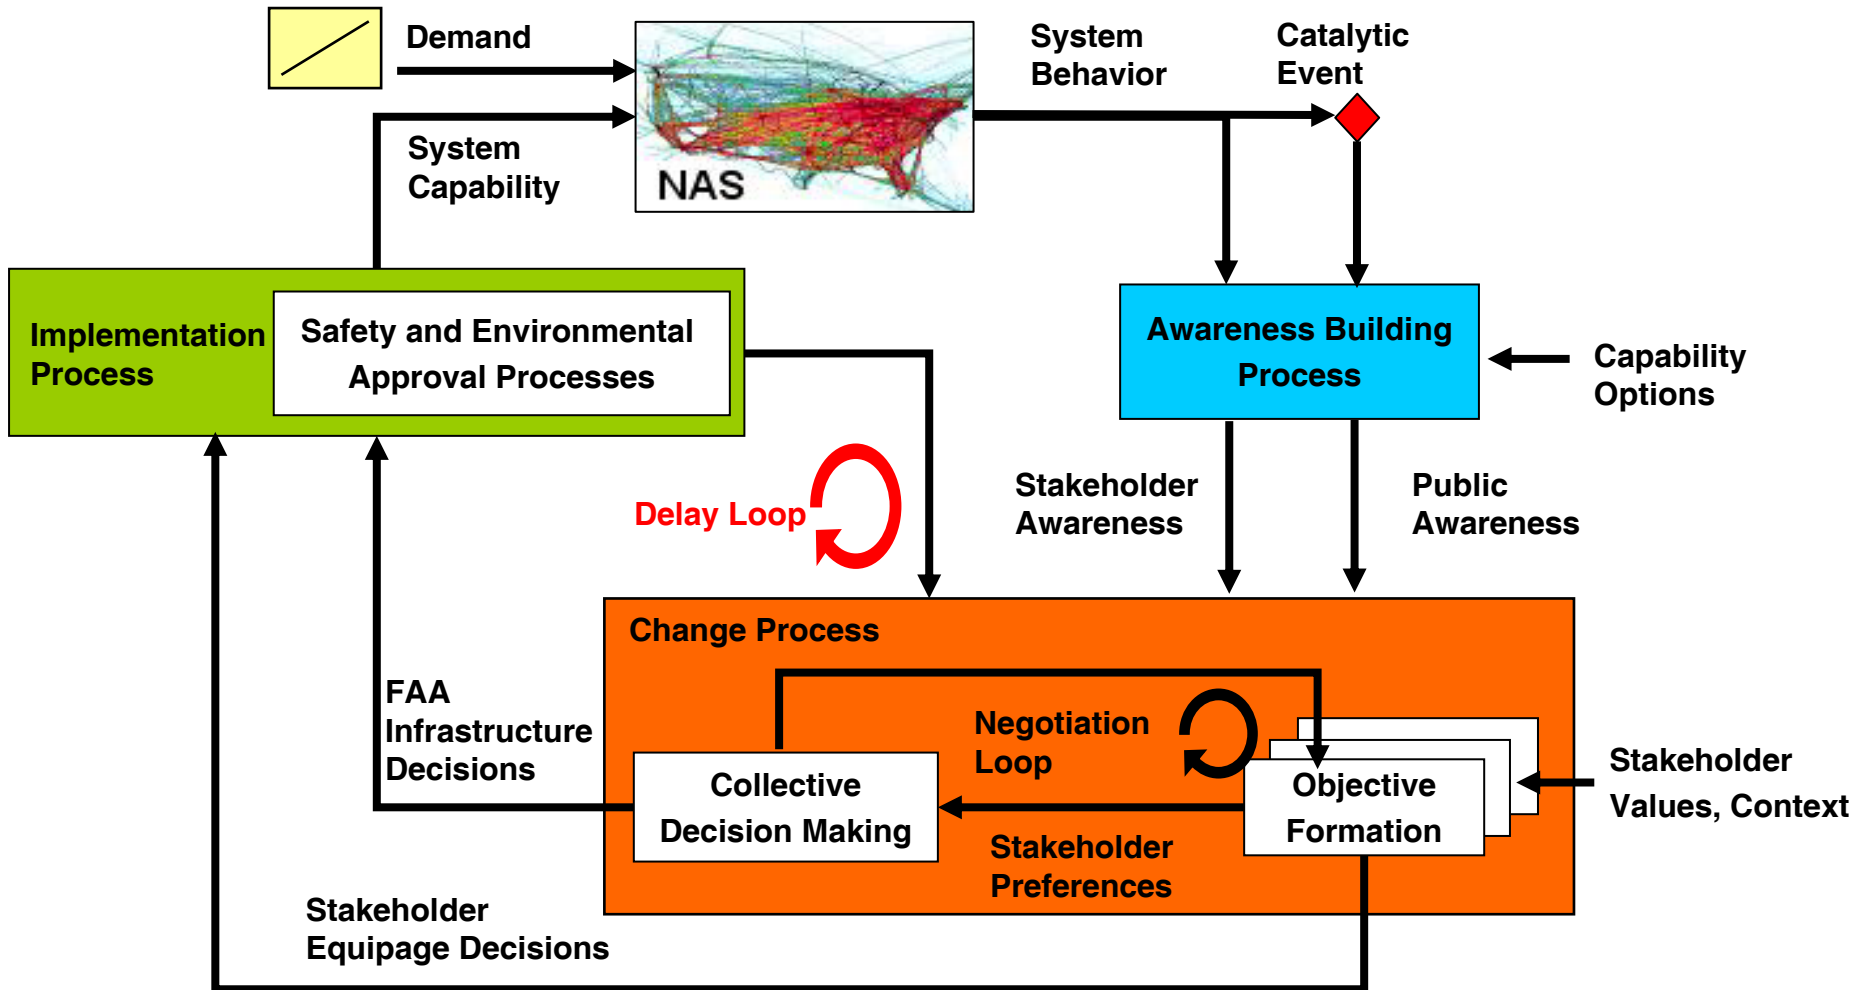 Demand
System
Behavior
Catalytic
Event
System
Capability
NAS
Implementation
Process
Safety and Environmental
Approval Processes
Awareness Building
Process
Capability
Options
Delay Loop
Stakeholder
Awareness
Public
Awareness
Change Process
FAA
Infrastructure
Decisions
Negotiation
Loop
Collective
Decision Making
Objective
Formation
Stakeholder
Values, Context
Stakeholder
Preferences
Stakeholder
Equipage Decisions